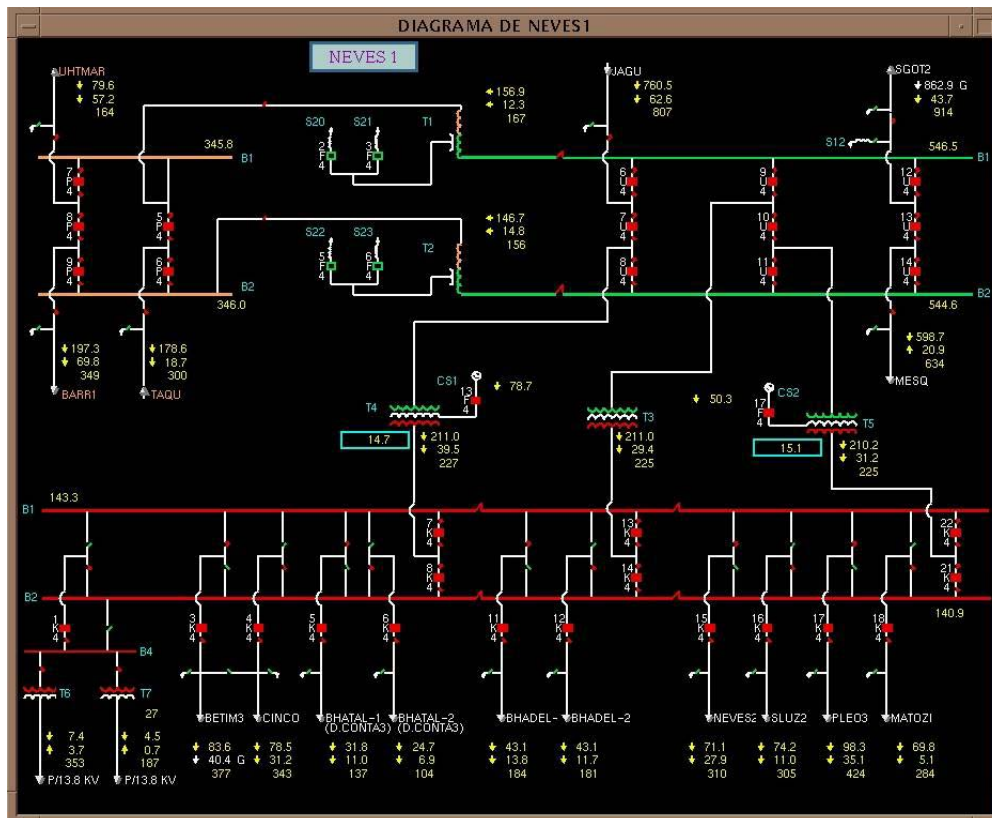 DIAGRAMA DE NEVES1
NEVES 1
UHTMAR
79.6
57.2
164
156.9
12.3
167
JAGU
760.5
62.6
807
SGOT2
862.9 G
43.7
914
S20
S21
T1
2
F
4
3
F
4
S12
345.8
B1
546.5
B1
7
P
4
8
P
4
9
P
4
5
P
4
6
P
4
6
U
4
7
U
4
8
U
4
9
U
4
10
U
4
11
U
4
12
U
4
13
U
4
14
U
4
146.7
14.8
156
S22
S23
T2
5
F
4
6
F
4
B2
346.0
B2
544.6
197.3
69.8
349
178.6
18.7
300
598.7
20.9
634
BARR1
TAQU
MESQ
CS1
13
F
4
78.7
50.3
CS2
17
F
4
T4
T3
T5
14.7
211.0
39.5
227
211.0
29.4
225
15.1
210.2
31.2
225
143.3
B1
7
K
4
8
K
4
13
K
4
14
K
4
22
K
4
21
K
4
B2
140.9
1
K
4
3
K
4
4
K
4
5
K
4
6
K
4
11
K
4
12
K
4
15
K
4
16
K
4
17
K
4
18
K
4
B4
T6
T7
27
7.4
3.7
353
4.5
0.7
187
P/13.8 KV
P/13.8 KV
BETIM3
CINCO
BHATAL-1
(D.CONTA3)
BHATAL-2
(D.CONTA3)
BHADEL-
BHADEL-2
NEVES2
SLUZ2
PLEO3
MATOZI
83.6
40.4 G
377
78.5
31.2
343
31.8
11.0
137
24.7
6.9
104
43.1
13.8
184
43.1
11.7
181
71.1
27.9
310
74.2
11.0
305
98.3
35.1
424
69.8
5.1
284